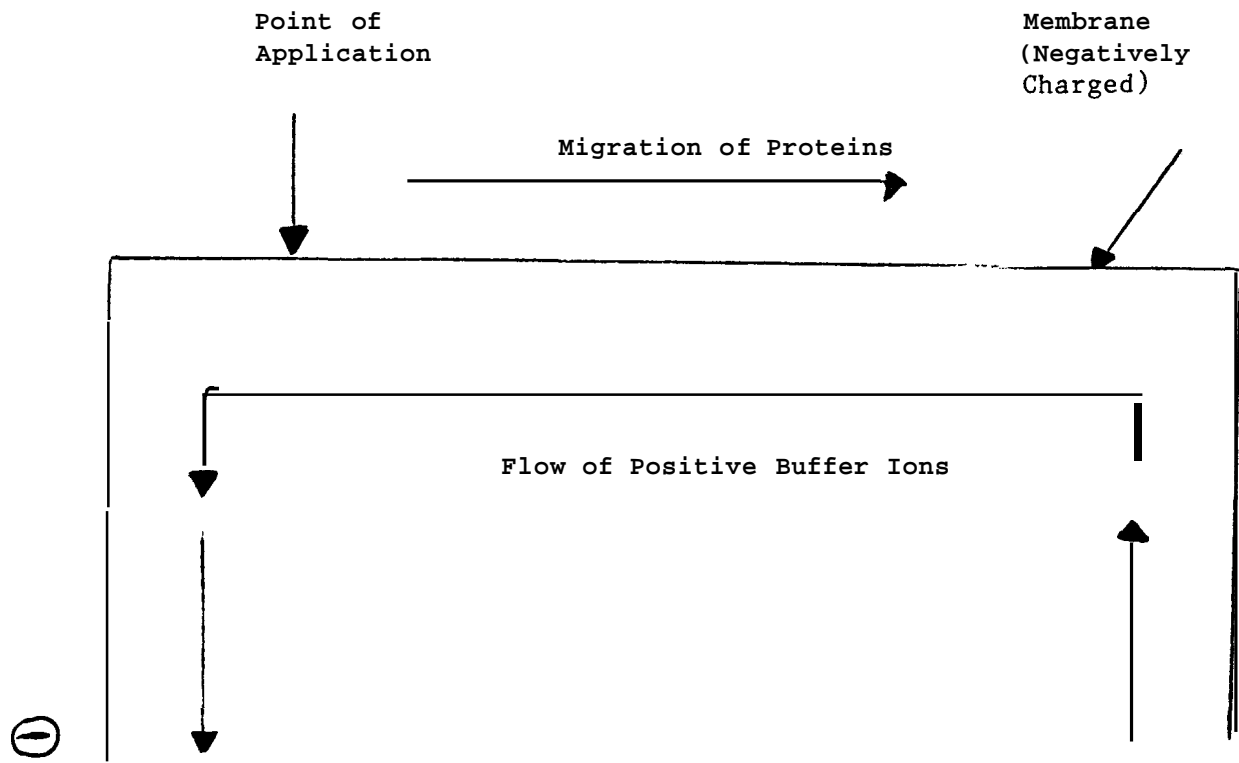 Point of
Application
Membrane
(Negatively
Charged)
Migration of Proteins
Flow of Positive Buffer Ions